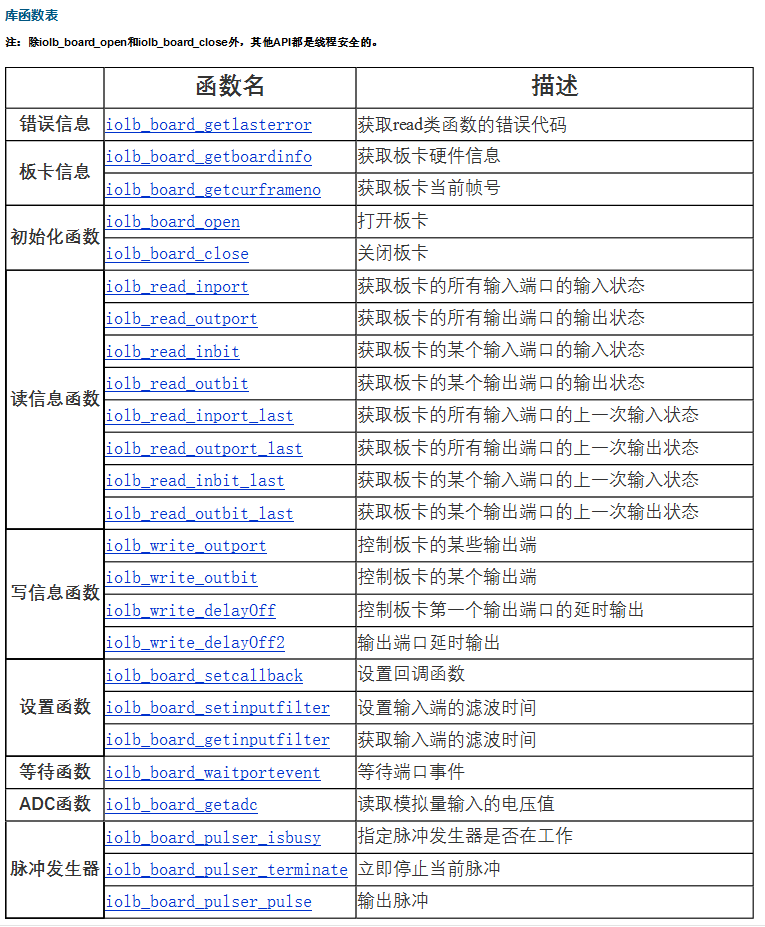 库函数表
注：除iolb_board_open和iolb_board_close外，其他API都是线程安全的。
函数名 描述
错误信息 iolb_board_getlasterror 获取read类函数的错误代码
板卡信息 iolb_board_getboardinfo 获取板卡硬件信息
iolb_board_getcurframeno 获取板卡当前帧号
初始化函数 iolb_board_open 打开板卡
iolb_board_close 关闭板卡
读信息函数 iolb_read_inport 获取板卡的所有输入端口的输入状态
iolb_read_outport 获取板卡的所有输出端口的输出状态
iolb_read_inbit 获取板卡的某个输入端口的输入状态
iolb_read_outbit 获取板卡的某个输出端口的输出状态
iolb_read_inport_last 获取板卡的所有输入端口的上一次输入状态
iolb_read_outport_last 获取板卡的所有输出端口的上一次输出状态
iolb_read_inbit_last 获取板卡的某个输入端口的上一次输入状态
iolb_read_outbit_last 获取板卡的某个输出端口的上一次输出状态
写信息函数 iolb_write_outport 控制板卡的某些输出端
iolb_write_outbit 控制板卡的某个输出端
iolb_write_delayOff 控制板卡第一个输出端口的延时输出
iolb_write_delayOff2 输出端口延时输出
设置函数 iolb_board_setcallback 设置回调函数
iolb_board_setinputfilter 设置输入端的滤波时间
iolb_board_getinputfilter 获取输入端的滤波时间
等待函数 iolb_board_waitportevent 等待端口事件
ADC函数 iolb_board_getadc 读取模拟量输入的电压值
脉冲发生器 iolb_board_pulser_isbusy 指定脉冲发生器是否在工作
iolb_board_pulser_terminate 立即停止当前脉冲
iolb_board_pulser_pulse 输出脉冲